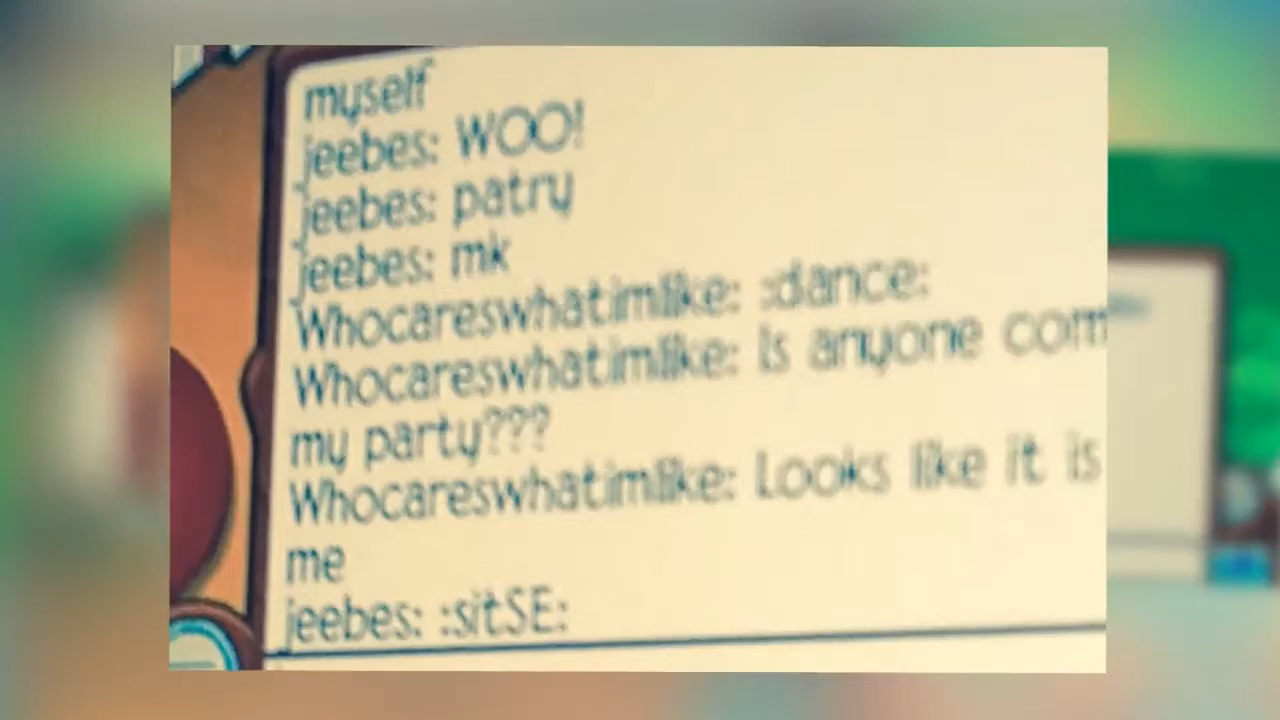 myself
jeebes: WOO!
jeebes: patry
jeebes: mk
Whocareswhatimlike: :dance:
Whocareswhatimlike: Is anyone com
my party???
Whocareswhatimlike: Looks like it is
me
jeebes: :sitSE: